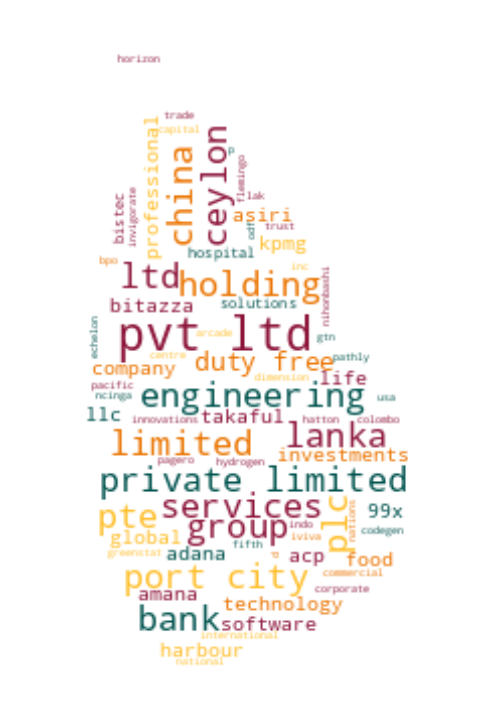 horizon
trade
capital
professional
china
ceylon
p
flemingo
lak
bistec
invigorate
asiri
odf
trust
kpmg
hospital
bpo
inc
ltd
holding
nihonbashi
bitazza
solutions
pvt ltd
echelon
arcade
gtn
centre
duty free
pathly
company
dimension
life
pacific
ncinga
engineering
usa
llc
innovations
takaful
hatton
colombo
limited
lanka
investments
pagero
hydrogen
private limited
services
plc
nations
pte
group
indo
99x
global
iviva
codegen
fifth
greenstat
adana
d
acp
food
port city
commercial
amana
corporate
technology
bank
software
international
harbour
national